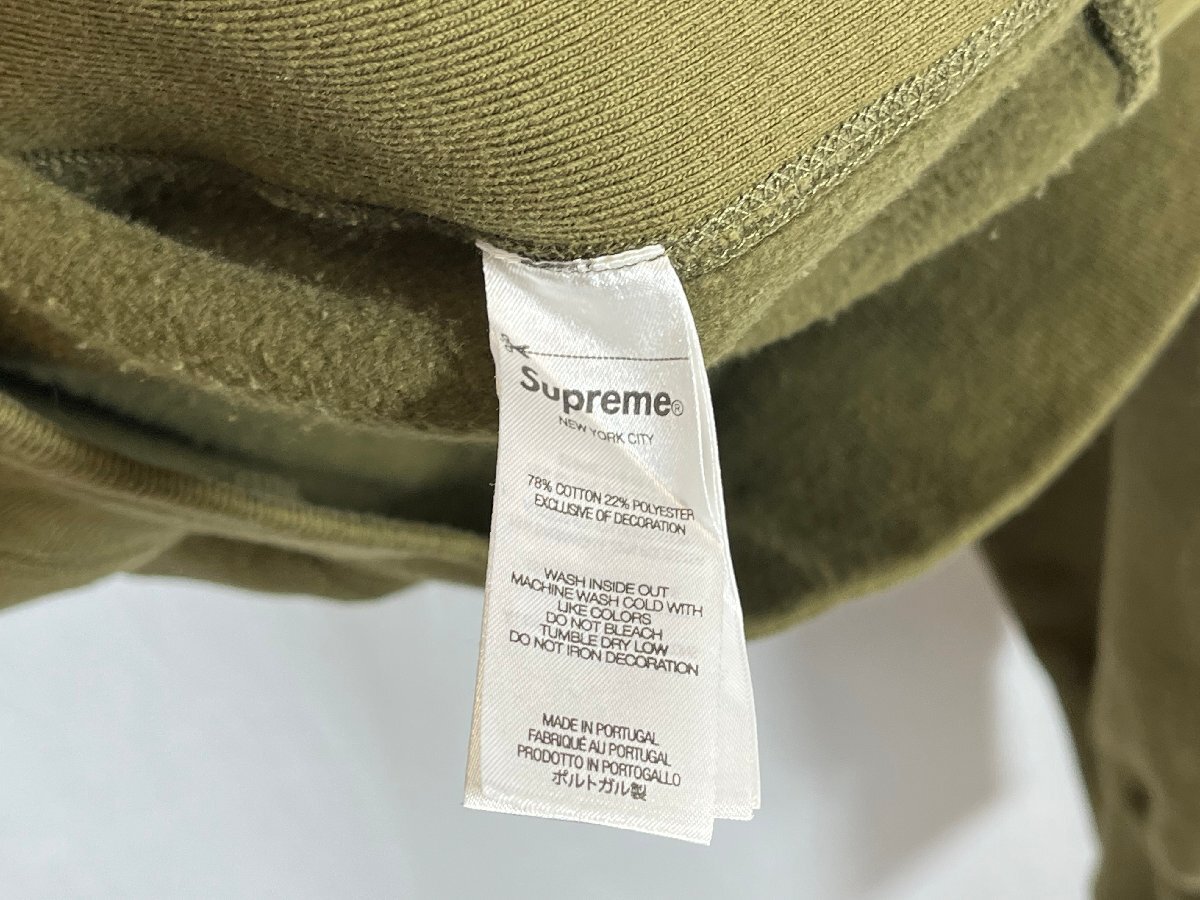 Supreme®
NEW YORK CITY
78% COTTON 22% POLYESTER
EXCLUSIVE OF DECORATION
WASH INSIDE OUT
MACHINE WASH COLD WITH
LIKE COLORS
DO NOT BLEACH
TUMBLE DRY LOW
DO NOT IRON DECORATION
MADE IN PORTUGAL
FABRIQUÉ AU PORTUGAL
PRODOTTO IN PORTOGALLO
ポルトガル製